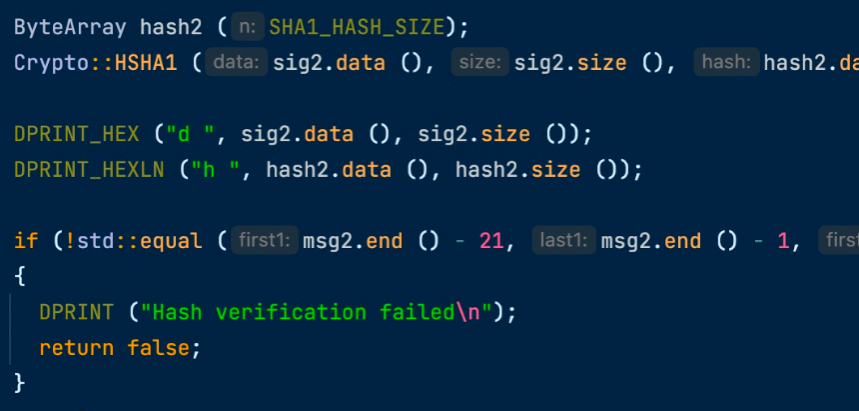 ByteArray hash2 ( n: SHA1_HASH_SIZE);
Crypto::HSHA1 ( data: sig2.data (), size: sig2.size (), hash: hash2.da
DPRINT_HEX ("d ", sig2.data (), sig2.size ());
DPRINT_HEXLN ("h ", hash2.data (), hash2.size ());
if (!std::equal ( first1: msg2.end () - 21, last1: msg2.end () - 1, first
{
DPRINT ("Hash verification failed\n");
return false;
}